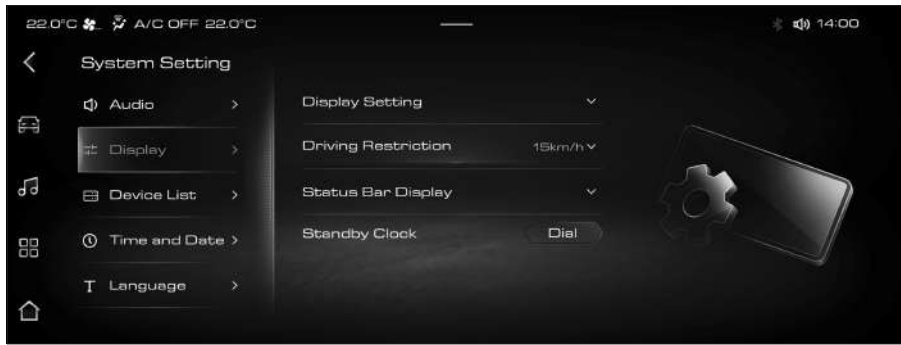 22.0°C A/C OFF 22.0°C 14:00
System Setting
Audio
Display
Device List
Time and Date
Language
Display Setting
Driving Restriction 15km/h
Status Bar Display
Standby Clock Dial